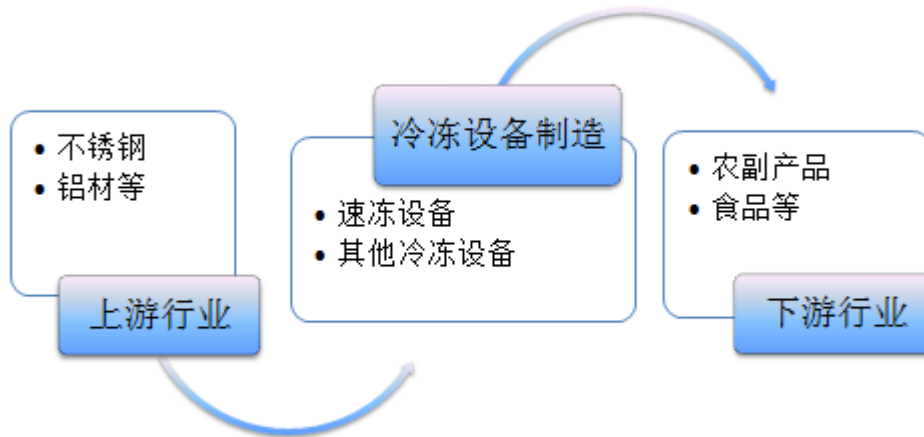 • 不锈钢
• 铝材等
上游行业
冷冻设备制造
• 速冻设备
• 其他冷冻设备
• 农副产品
• 食品等
下游行业